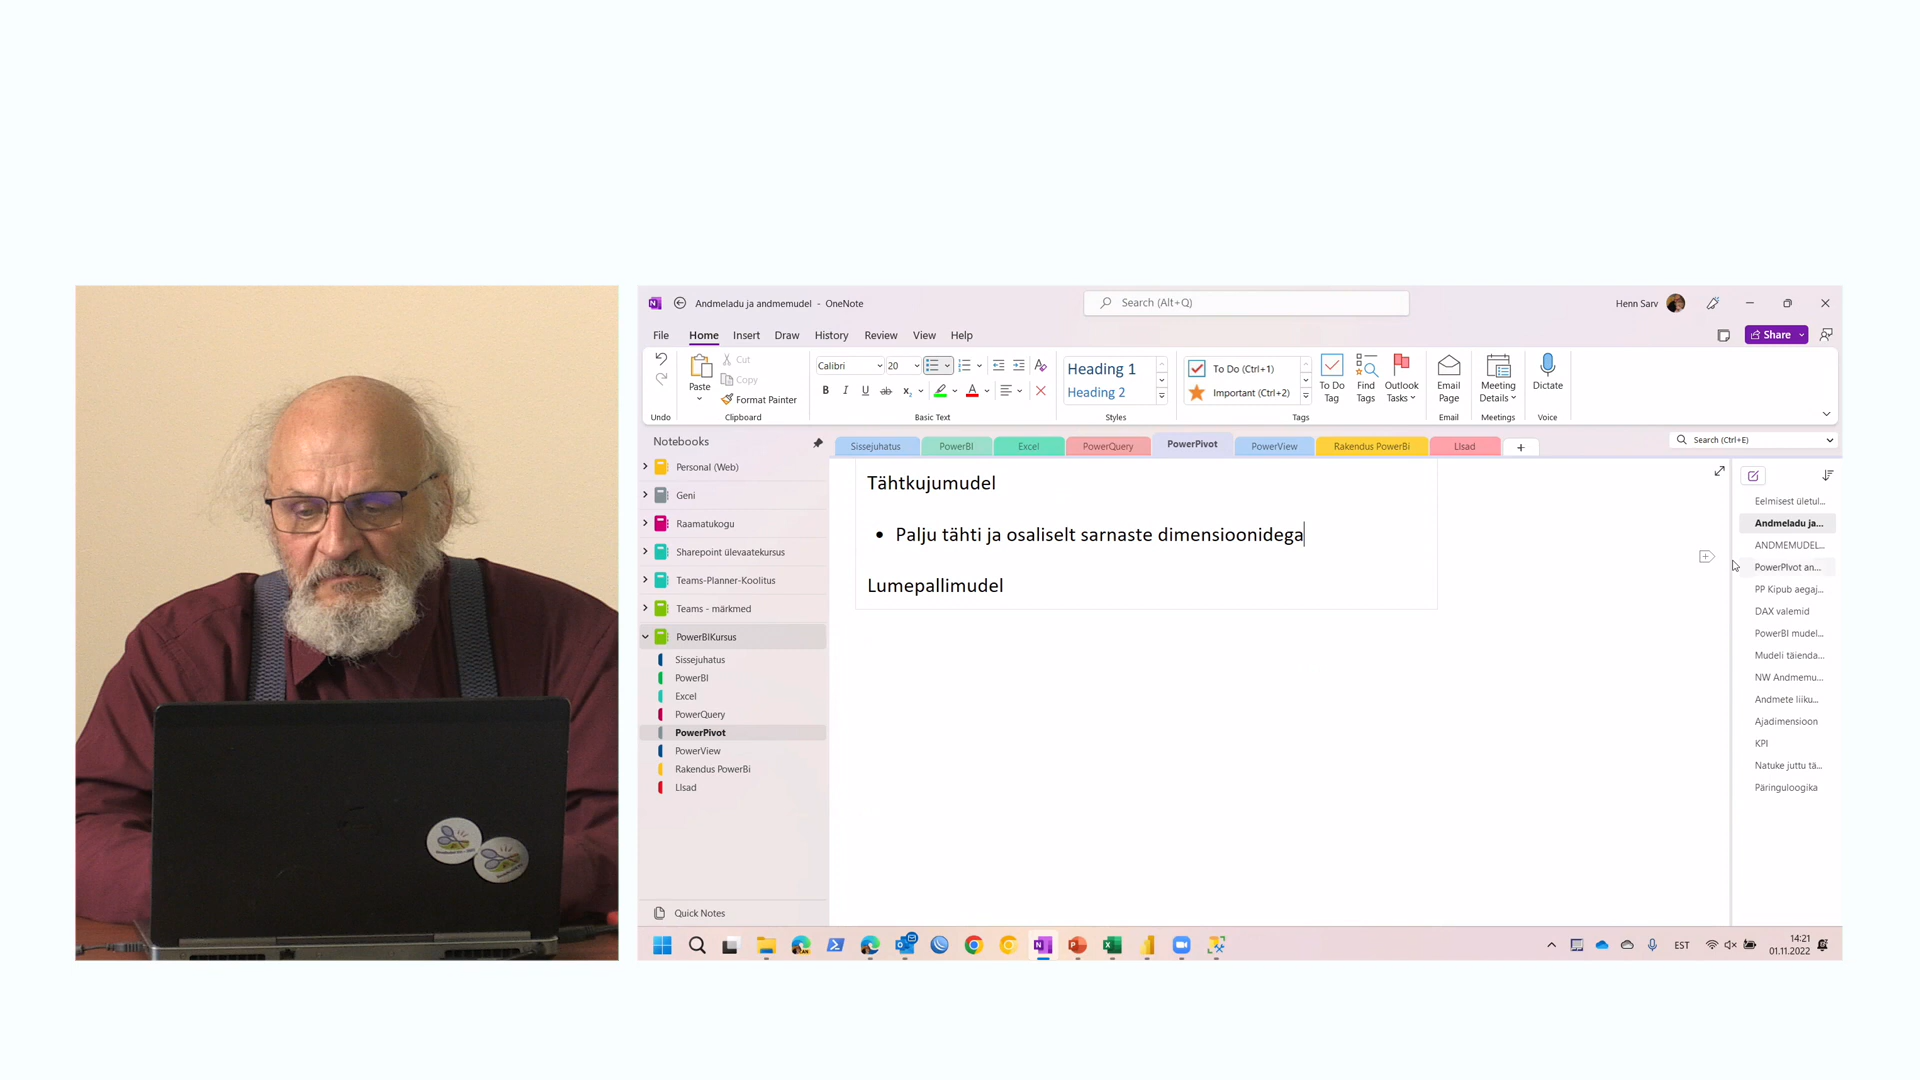 Andmeladu ja andmemudel - OneNote
Search (Alt+Q)
Henn Sarv
File Home Insert Draw History Review View Help
Share
Paste
Cut
Copy
Format Painter
Calibri 20
Heading 1
Heading 2
To Do (Ctrl+1)
Important (Ctrl+2)
To Do Tag
Find Tags
Outlook Tasks
Email Page
Meeting Details
Dictate
Undo Clipboard Basic Text Styles Tags Email Meetings Voice
Notebooks
Sissejuhatus PowerBI Excel PowerQuery PowerPivot PowerView Rakendus PowerBi LIsad
Search (Ctrl+E)
Personal (Web)
Geni
Raamatukogu
Sharepoint ülevaatekursus
Teams-Planner-Koolitus
Teams - märkmed
PowerBIKursus
Sissejuhatus
PowerBI
Excel
PowerQuery
PowerPivot
PowerView
Rakendus PowerBi
LIsad
Quick Notes
Tähtkujumudel
• Palju tähti ja osaliselt sarnaste dimensioonidega
Lumepallimudel
Eelmisest ületul...
Andmeladu ja...
ANDMEMUDEL...
PowerPIvot an...
PP Kipub aegaj...
DAX valemid
PowerBI mudel...
Mudeli täienda...
NW Andmemu...
Andmete liiku...
Ajadimensioon
KPI
Natuke juttu tä...
Päringuloogika
EST
14:21
01.11.2022